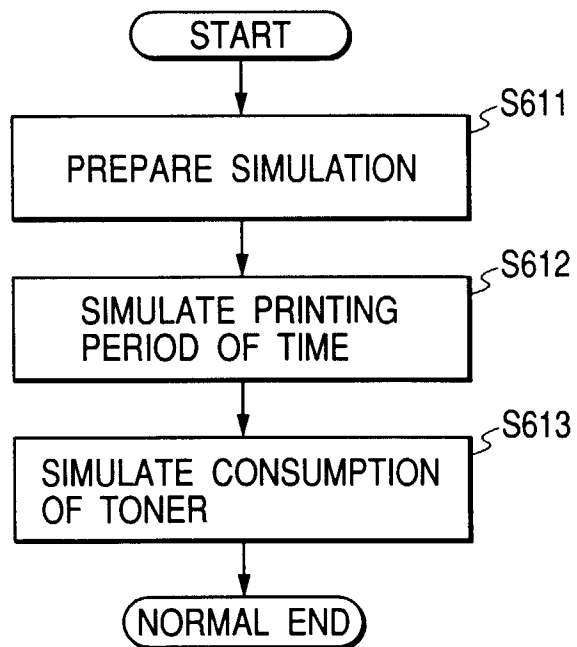 START
S611
PREPARE SIMULATION
S612
SIMULATE PRINTING
PERIOD OF TIME
S613
SIMULATE CONSUMPTION
OF TONER
NORMAL END